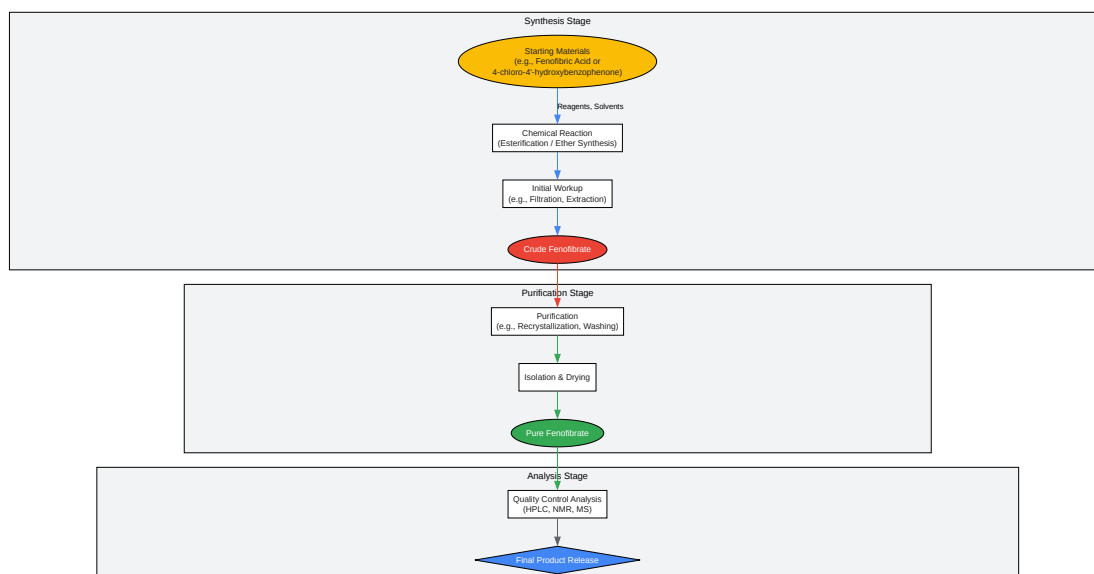 Synthesis Stage
Starting Materials
(e.g., Fenofibric Acid or
4-chloro-4'-hydroxybenzophenone)
Reagents, Solvents
Chemical Reaction
(Esterification / Ether Synthesis)
Initial Workup
(e.g., Filtration, Extraction)
Crude Fenofibrate
Purification Stage
Purification
(e.g., Recrystallization, Washing)
Isolation & Drying
Pure Fenofibrate
Analysis Stage
Quality Control Analysis
(HPLC, NMR, MS)
Final Product Release